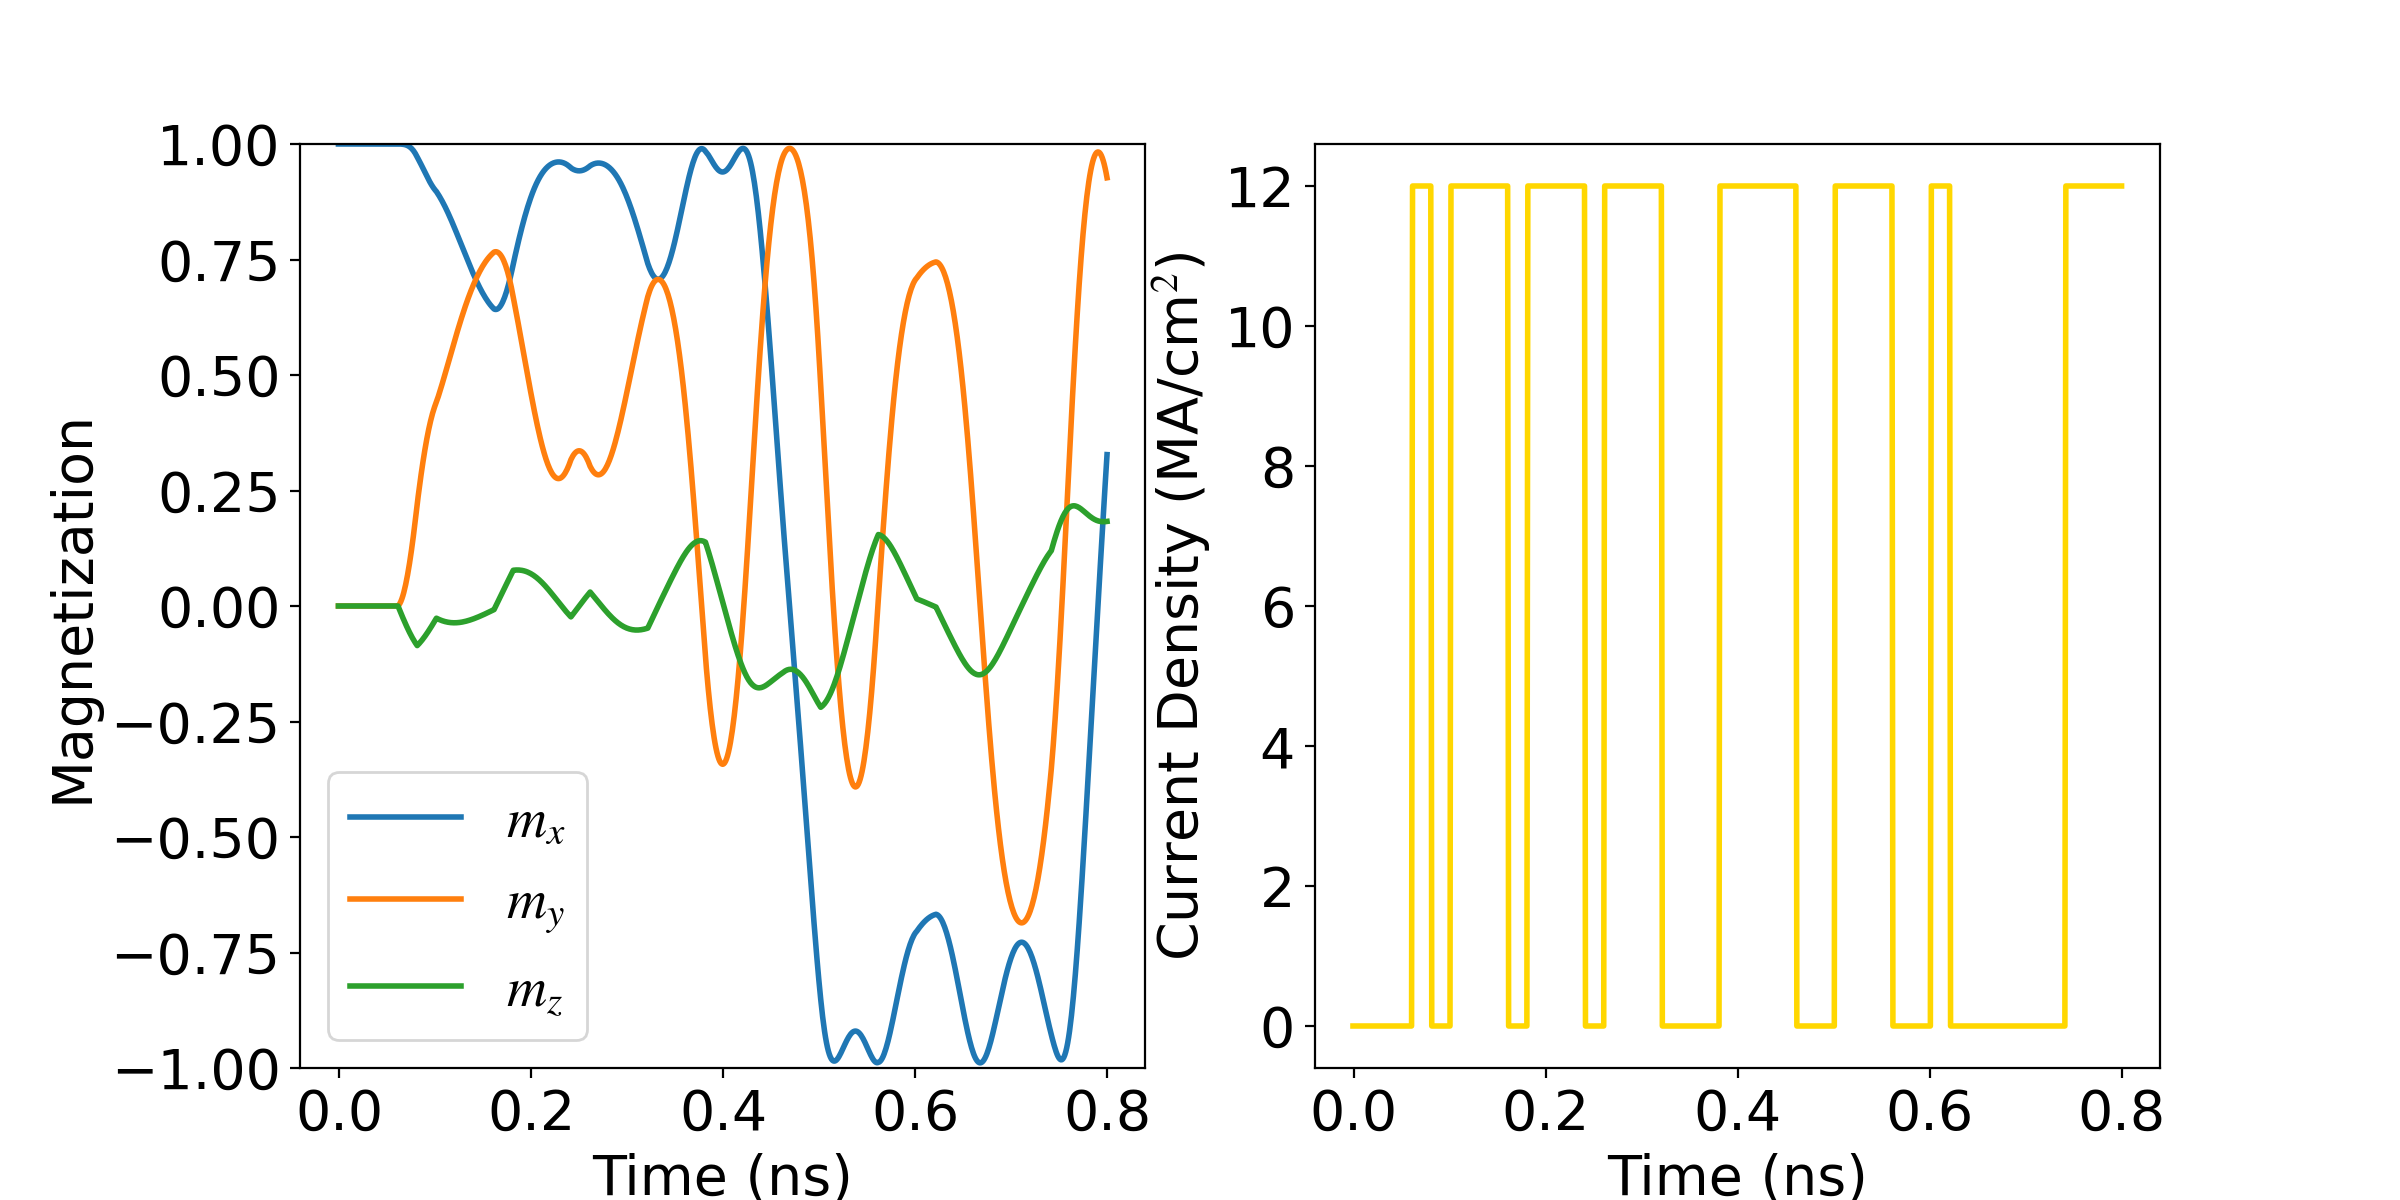 1.00
0.75
0.50
0.25
0.00
−0.25
−0.50
−0.75
−1.00
0.0 0.2 0.4 0.6 0.8
Time (ns)
Magnetization
m_x
m_y
m_z
12
10
8
6
4
2
0
0.0 0.2 0.4 0.6 0.8
Time (ns)
Current Density (MA/cm²)